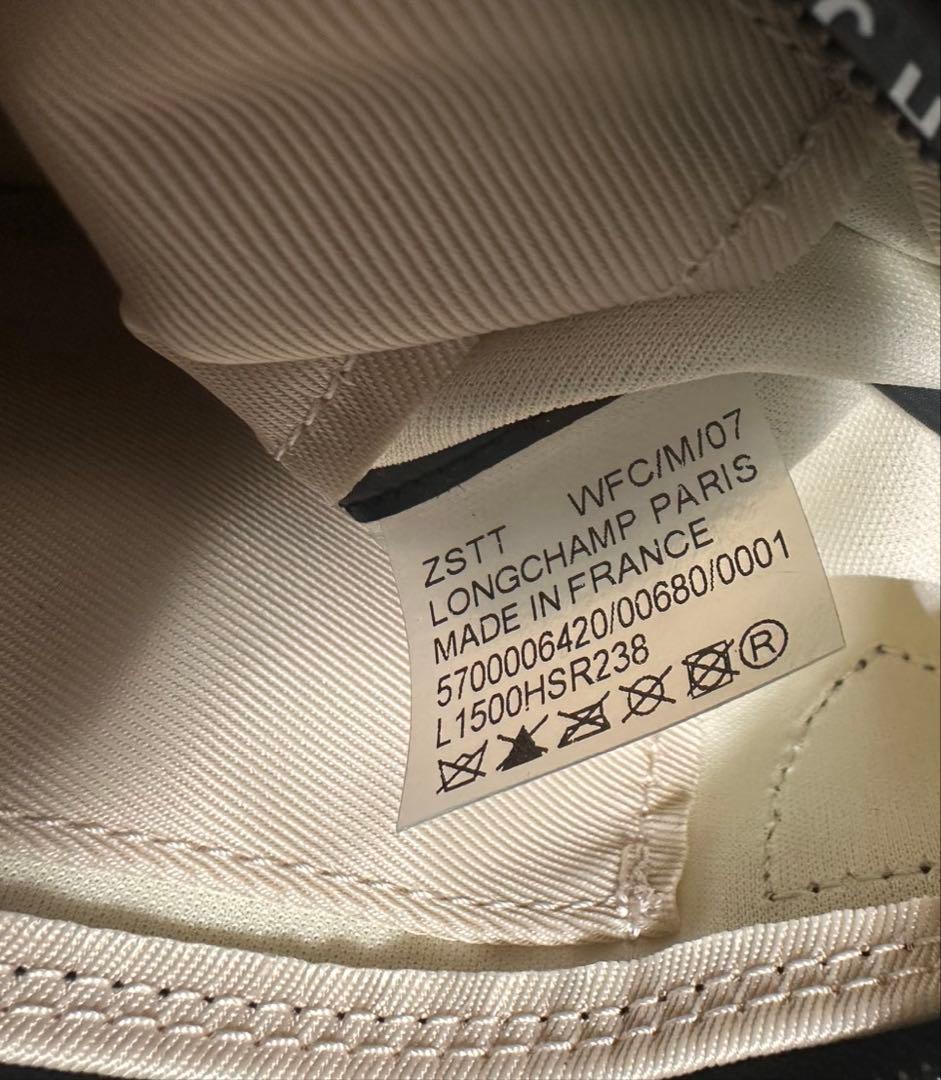 ZSTT WFC/M/07
LONGCHAMP PARIS
MADE IN FRANCE
5700006420/00680/0001
L1500HSR238
R